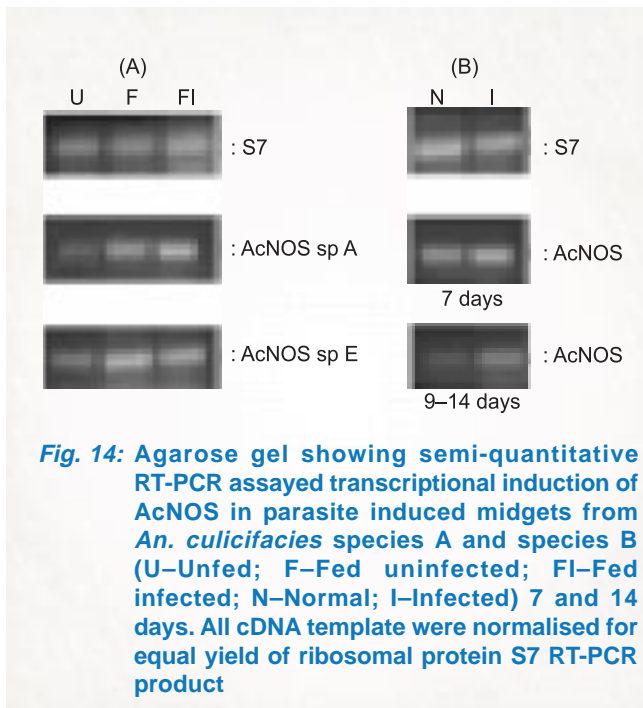 (A)
U F FI
: S7
: AcNOS sp A
: AcNOS sp E
(B)
N I
: S7
: AcNOS
7 days
: AcNOS
9–14 days
Fig. 14: Agarose gel showing semi-quantitative
RT-PCR assayed transcriptional induction of
AcNOS in parasite induced midgets from
An. culicifacies species A and species B
(U–Unfed; F–Fed uninfected; FI–Fed
infected; N–Normal; I–Infected) 7 and 14
days. All cDNA template were normalised for
equal yield of ribosomal protein S7 RT-PCR
product